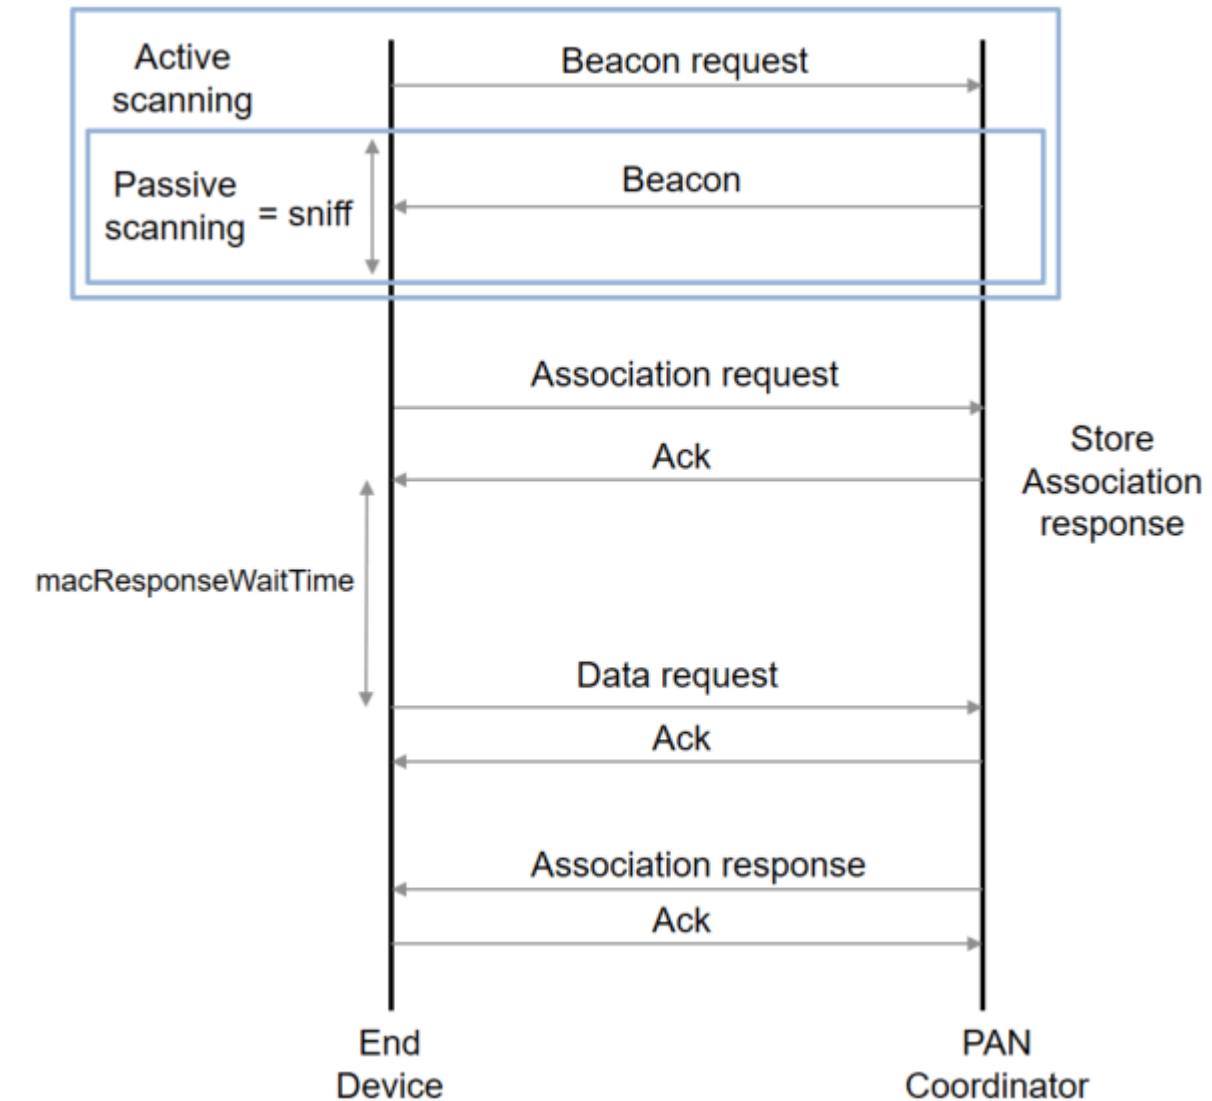 Active
scanning
Beacon request
Passive
scanning
= sniff
Beacon
Association request
Ack
Store
Association
response
macResponseWaitTime
Data request
Ack
Association response
Ack
End
Device
PAN
Coordinator